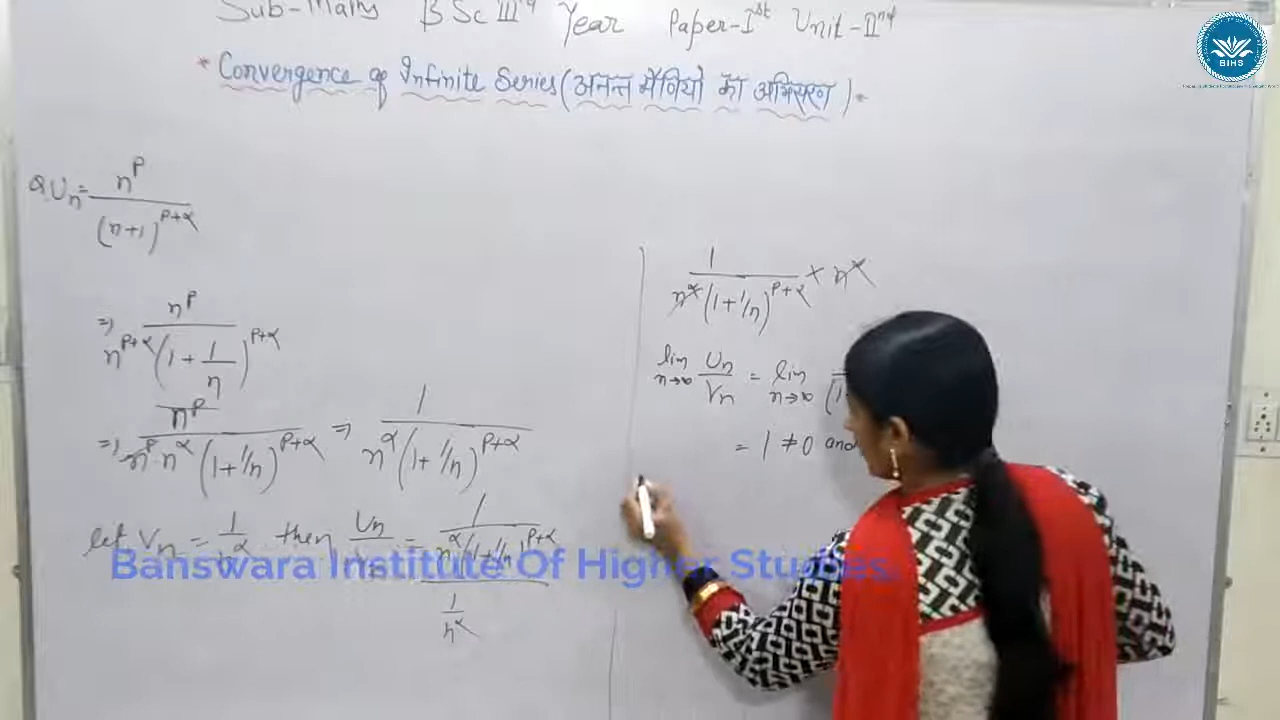 Sub-Maths BSc IIIrd Year Paper-Ist Unit-IInd
* Convergence of Infinite Series (अनन्त श्रेणियो का अभिसरण) *
Q Un = n^P / (n+1)^(P+α)
=> n^P / n^(P+α) (1 + 1/n)^(P+α)
=> n^P / n^P . n^α (1+1/n)^(P+α) => 1 / n^α (1+1/n)^(P+α)
let Vn = 1/n^α then Un/Vn = 1 / n^α (1+1/n)^(P+α) / 1/n^α
1 / n^α (1+1/n)^(P+α) × n^α
lim n→∞ Un/Vn = lim n→∞
= 1 ≠ 0 and
Banswara Institute Of Higher Studies.
BIHS